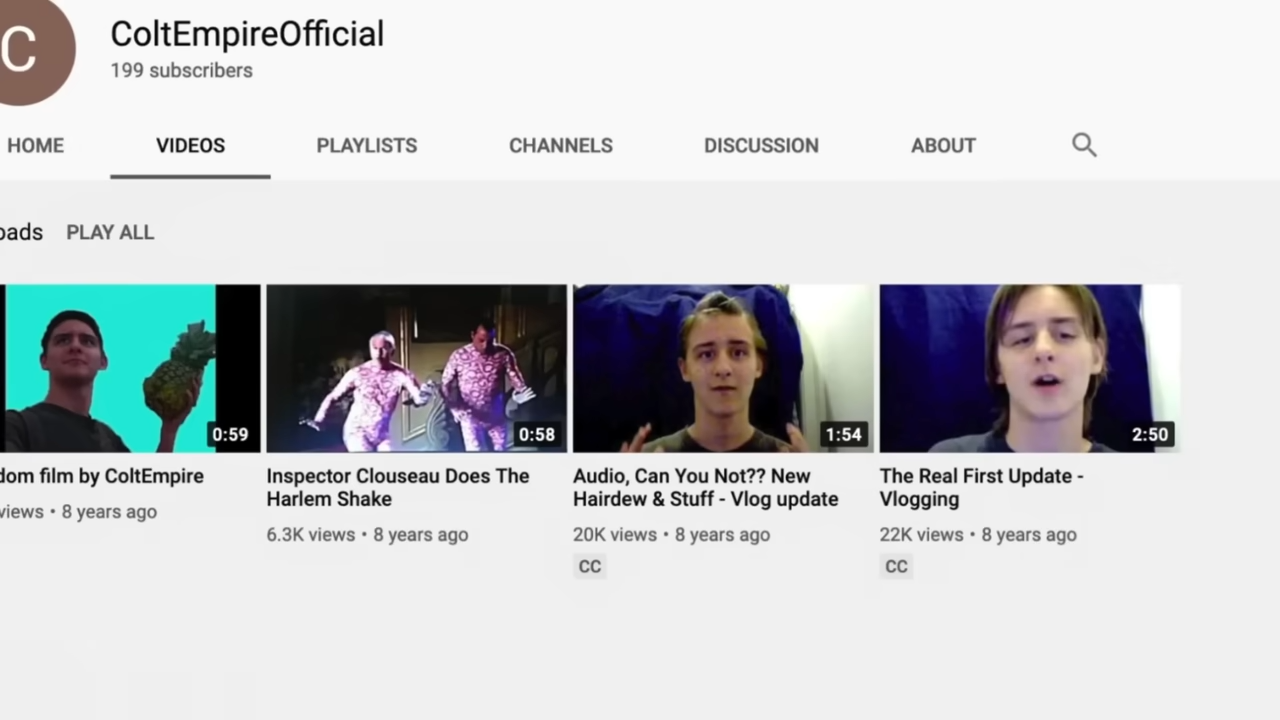 C
ColtEmpireOfficial
199 subscribers
HOME VIDEOS PLAYLISTS CHANNELS DISCUSSION ABOUT
oads PLAY ALL
0:59 0:58 1:54 2:50
dom film by ColtEmpire
views • 8 years ago
Inspector Clouseau Does The
Harlem Shake
6.3K views • 8 years ago
Audio, Can You Not?? New
Hairdew & Stuff - Vlog update
20K views • 8 years ago
CC
The Real First Update -
Vlogging
22K views • 8 years ago
CC